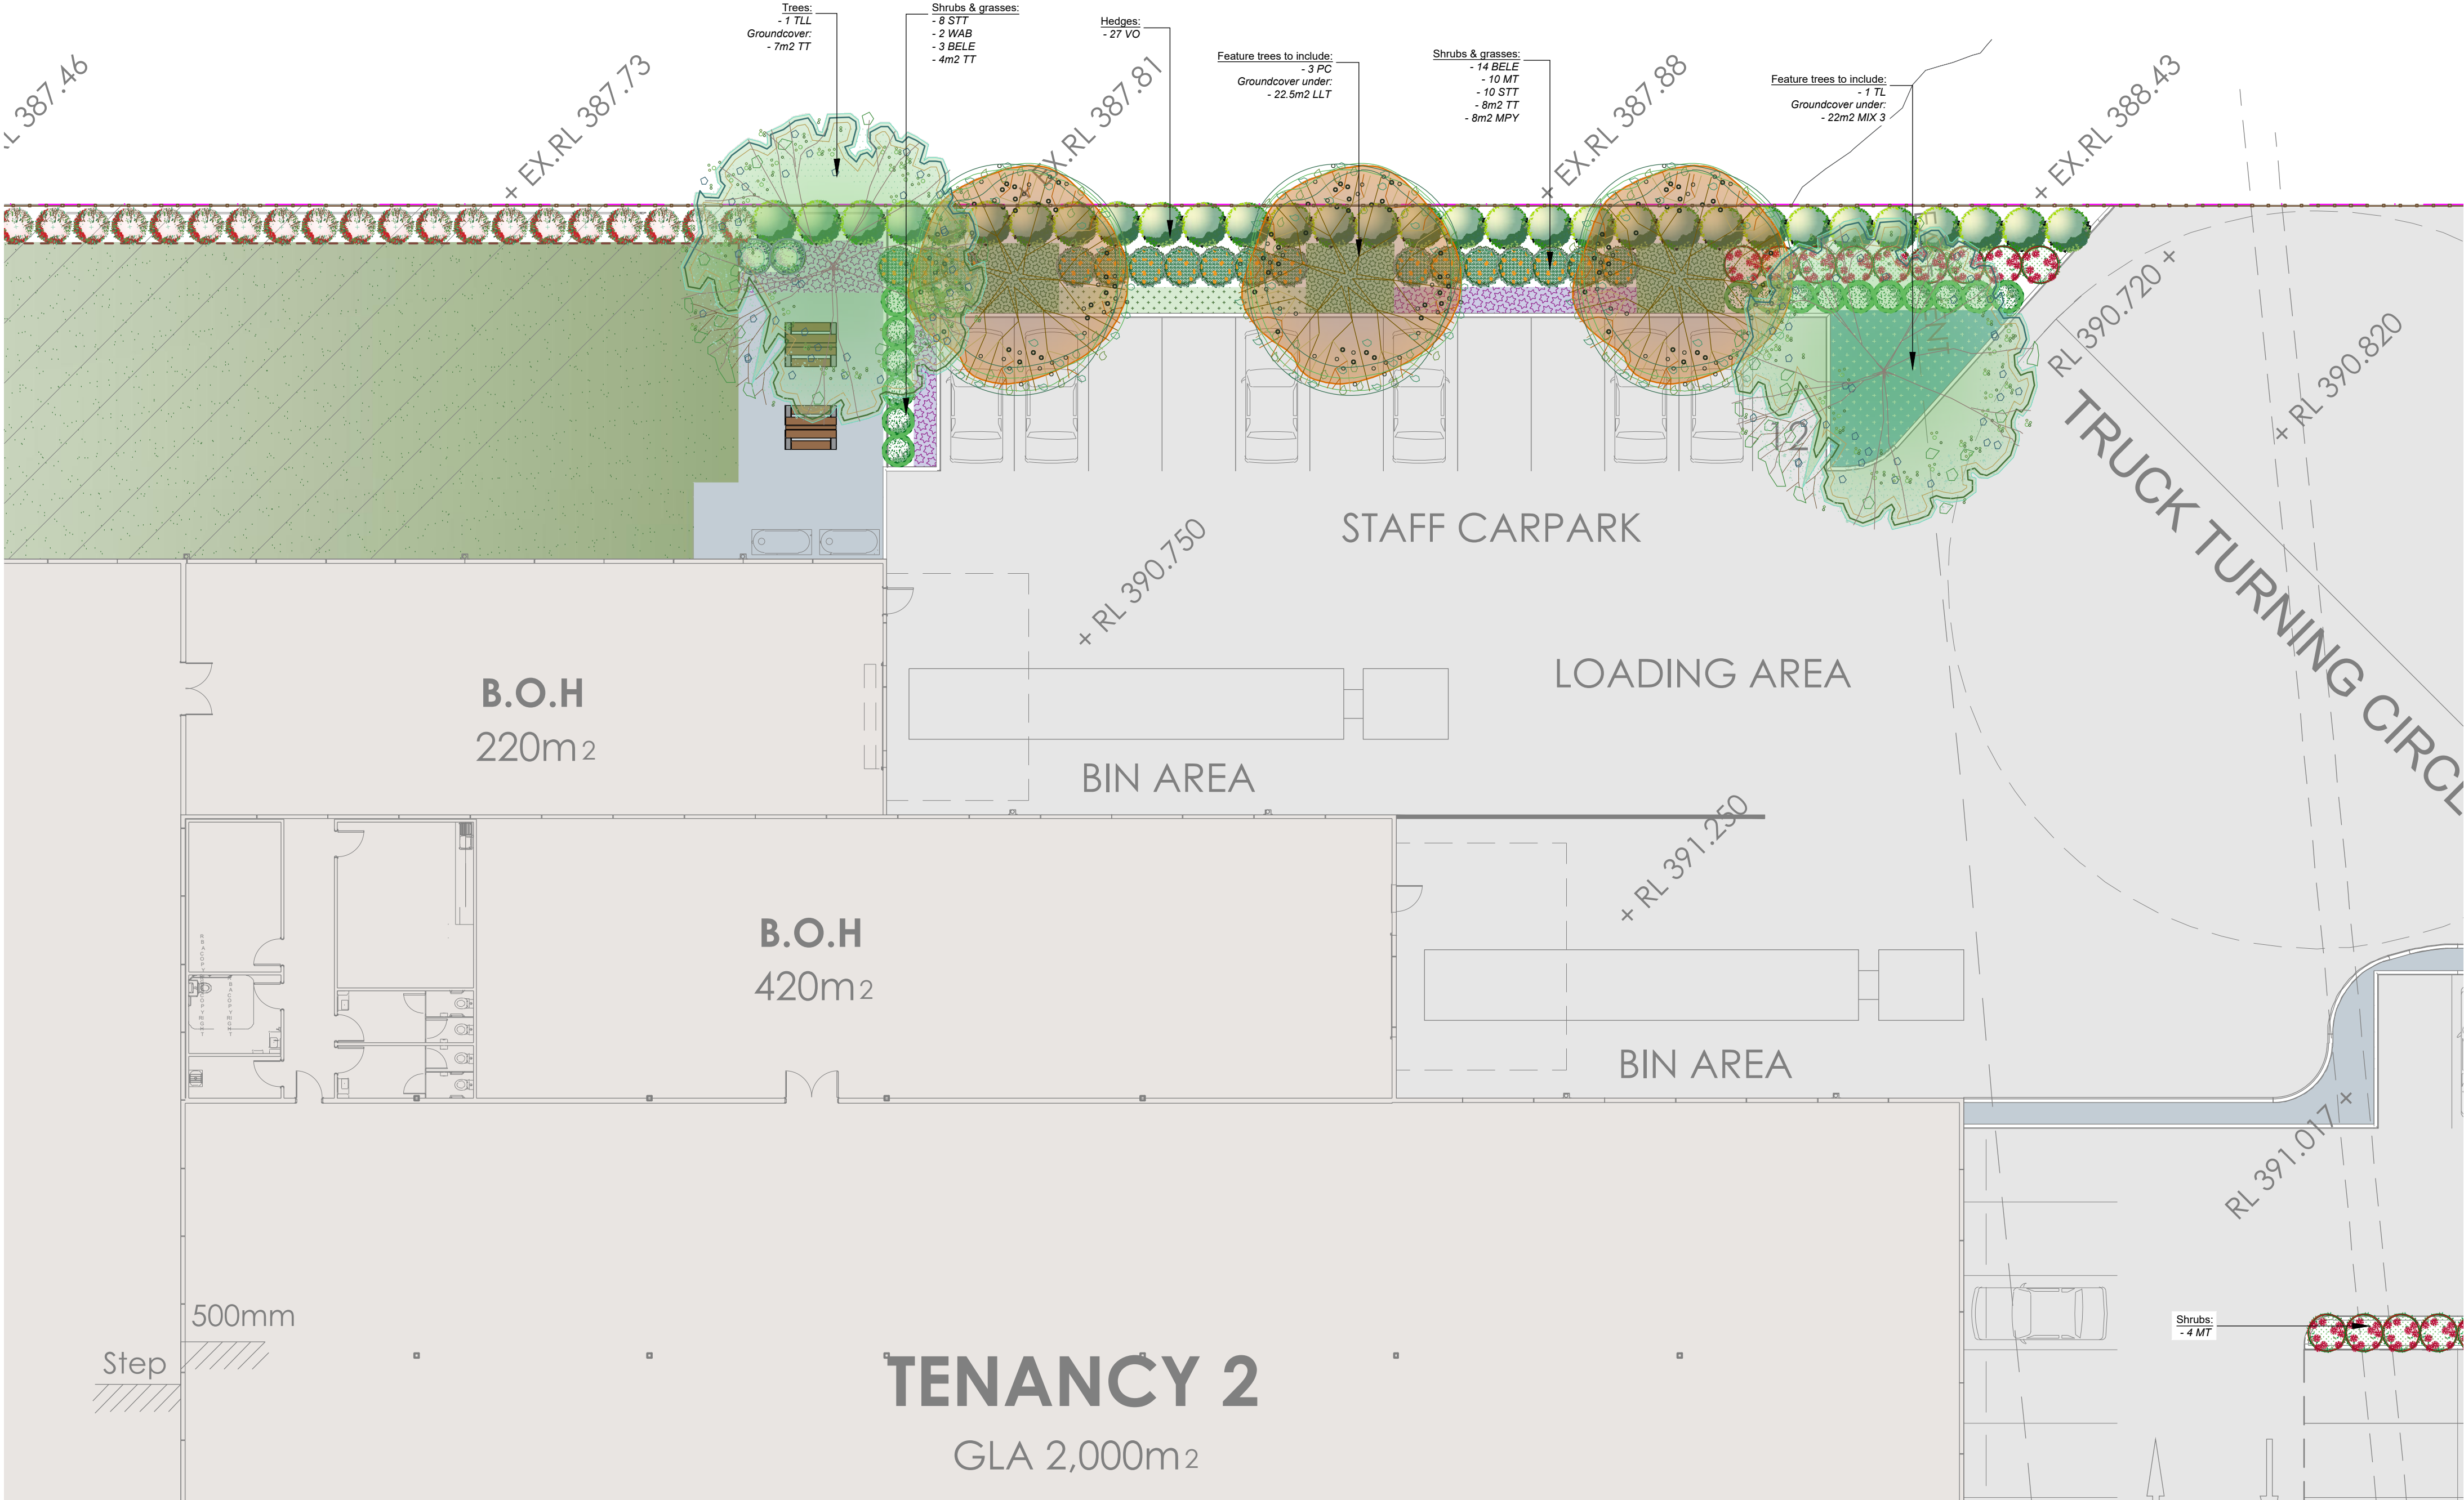 Trees:
- 1 TLL
Groundcover:
- 7m2 TT
Shrubs & grasses:
- 8 STT
- 2 WAB
- 3 BELE
- 4m2 TT
Hedges:
- 27 VO
Feature trees to include:
- 3 PC
Groundcover under:
- 22.5m2 LLT
Shrubs & grasses:
- 14 BELE
- 10 MT
- 10 STT
- 8m2 TT
- 8m2 MPY
Feature trees to include:
- 1 TL
Groundcover under:
- 22m2 MIX 3
387.46
+ EX.RL 387.73
EX.RL 387.81
+ EX.RL 387.88
+ EX.RL 388.43
RL 390.720 +
+ RL 390.820
TRUCK TURNING CIRCL
12
STAFF CARPARK
+ RL 390.750
LOADING AREA
B.O.H
220m2
BIN AREA
+ RL 391.250
B.O.H
420m2
BIN AREA
RL 391.017 +
500mm
Step
Shrubs:
- 4 MT
TENANCY 2
GLA 2,000m2